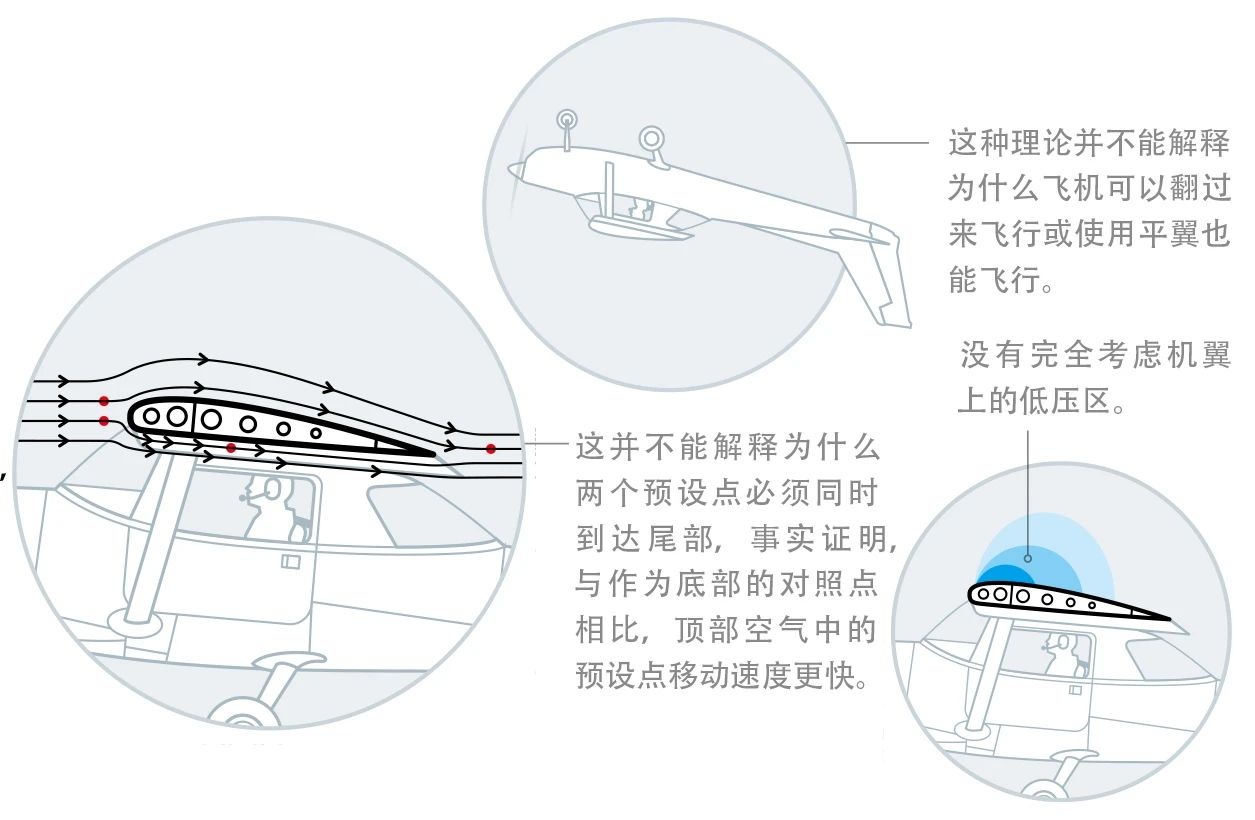 这种理论并不能解释
为什么飞机可以翻过
来飞行或使用平翼也
能飞行。
没有完全考虑机翼
上的低压区。
这并不能解释为什么
两个预设点必须同时
到达尾部，事实证明，
与作为底部的对照点
相比，顶部空气中的
预设点移动速度更快。